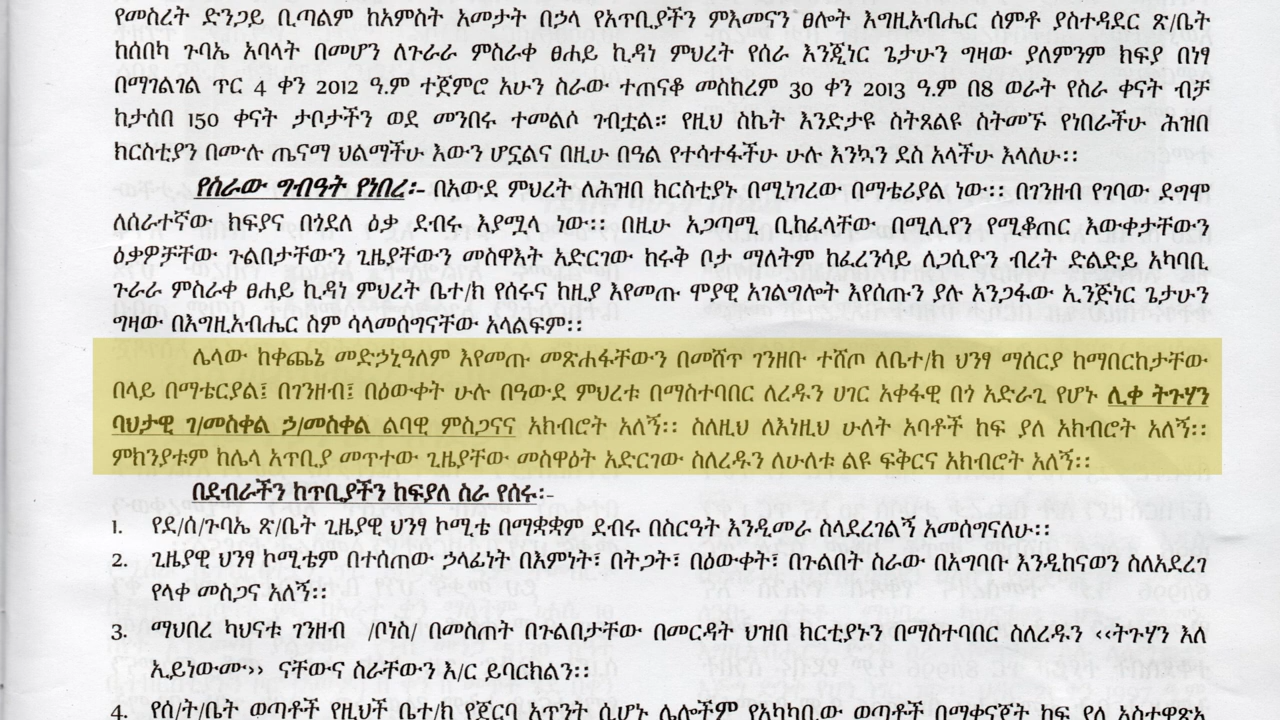 የመስረት ድንጋይ ቢጣልም ከአምስት አመታት በኃላ የአጥቢያችን ምእመናን ፀሎት እግዚአብሔር ሰምቶ ያስተዳደር ጽ/ቤት
ከሰበካ ጉባኤ አባላት በመሆን ለጉራራ ምስራቀ ፀሐይ ኪዳነ ምህረት የሰራ እንጂነር ጌታሁን ግዛው ያለምንም ክፍያ በነፃ
በማገልገል ጥር 4 ቀን 2012 ዓ.ም ተጀምሮ አሁን ስራው ተጠናቆ መስከረም 30 ቀን 2013 ዓ.ም በ8 ወራት የስራ ቀናት ብቻ
ከታሰበ 150 ቀናት ታቦታችን ወደ መንበሩ ተመልሶ ገብቷል። የዚህ ስኬት እንድታዩ ስትጸልዩ ስትመኙ የነበራችሁ ሕዝበ
ክርስቲያን በሙሉ ጤናማ ህልማችሁ እውን ሆኗልና በዚሁ በዓል የተሳተፋችሁ ሁሉ እንኳን ደስ አላችሁ እላለሁ፡፡
የስራው ግብዓት የነበረ፡- በአውደ ምህረት ለሕዝበ ክርስቲያኑ በሚነገረው በማቴሪያል ነው፡፡ በገንዘብ የገባው ደግሞ
ለሰራተኛው ክፍያና በጎደለ ዕቃ ደብሩ እያሟላ ነው፡፡ በዚሁ አጋጣሚ ቢከፈላቸው በሚሊየን የሚቆጠር እውቀታቸውን
ዕቃዎቻቸው ጉልበታቸውን ጊዜያቸውን መስዋእት አድርገው ከሩቅ ቦታ ማለትም ከፈረንሳይ ለጋሲዮን ብረት ድልድይ አካባቢ
ጉራራ ምስራቀ ፀሐይ ኪዳነ ምህረት ቤተ/ክ የሰሩና ከዚያ እየመጡ ሞያዊ አገልግሎት እየሰጡን ያሉ አንጋፋው ኢንጅነር ጌታሁን
ግዛው በእግዚአብሔር ስም ሳላመሰግናቸው አላልፍም፡፡
ሌላው ከቀጨኔ መድኃኒዓለም እየመጡ መጽሐፋቸውን በመሸጥ ገንዘቡ ተሸጦ ለቤተ/ክ ህንፃ ማሰርያ ከማበርከታቸው
በላይ በማቴርያል፤ በገንዘብ፤ በዕውቀት ሁሉ በዓውደ ምህረቱ በማስተባበር ለረዱን ሀገር አቀፋዊ በጎ አድራጊ የሆኑ ሊቀ ትጉሃን
ባህታዊ ገ/መስቀል ኃ/መስቀል ልባዊ ምስጋናና አክብሮት አለኝ፡፡ ስለዚህ ለእነዚህ ሁለት አባቶች ከፍ ያለ አክብሮት አለኝ፡፡
ምክንያቱም ከሌላ አጥቢያ መጥተው ጊዜያቸው መስዋዕት አድርገው ስለረዱን ለሁለቱ ልዩ ፍቅርና አክብሮት አለኝ፡፡
በደብራችን ከጥቢያችን ከፍያለ ስራ የሰሩ፡-
1. የደ/ሰ/ጉባኤ ጽ/ቤት ጊዜያዊ ህንፃ ኮሚቴ በማቋቋም ደብሩ በስርዓት እንዲመራ ስላደረገልኝ አመሰግናለሁ፡፡
2. ጊዜያዊ ህንፃ ኮሚቴም በተሰጠው ኃላፊነት በእምነት፣ በትጋት፣ በዕውቀት፣ በጉልበት ስራው በአግባቡ እንዲከናወን ስለአደረገ
የላቀ መስጋና አለኝ፡፡
3. ማህበረ ካህናቱ ገንዘብ /ቦነስ/ በመስጠት በጉልበታቸው በመርዳት ህዝበ ክርቲያኑን በማስተባበር ስለረዱን ‹‹ትጉሃን እለ
ኢይነውሙ›› ናቸውና ስራቸውን እ/ር ይባርክልን፡፡
4. የሰ/ት/ቤት ወጣቶች የዚህች ቤተ/ክ የጀርባ አጥንት ሲሆኑ ሌሎችም የአካባቢው ወጣቶች በማቀናጀት ከፍ ያለ አስተዋጽኦ